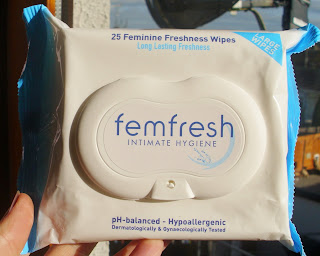 25 Feminine Freshness Wipes
Long Lasting Freshness
LARGE
WIPES
femfresh
INTIMATE HYGIENE
pH-balanced - Hypoallergenic
Dermatologically & Gynaecologically Tested